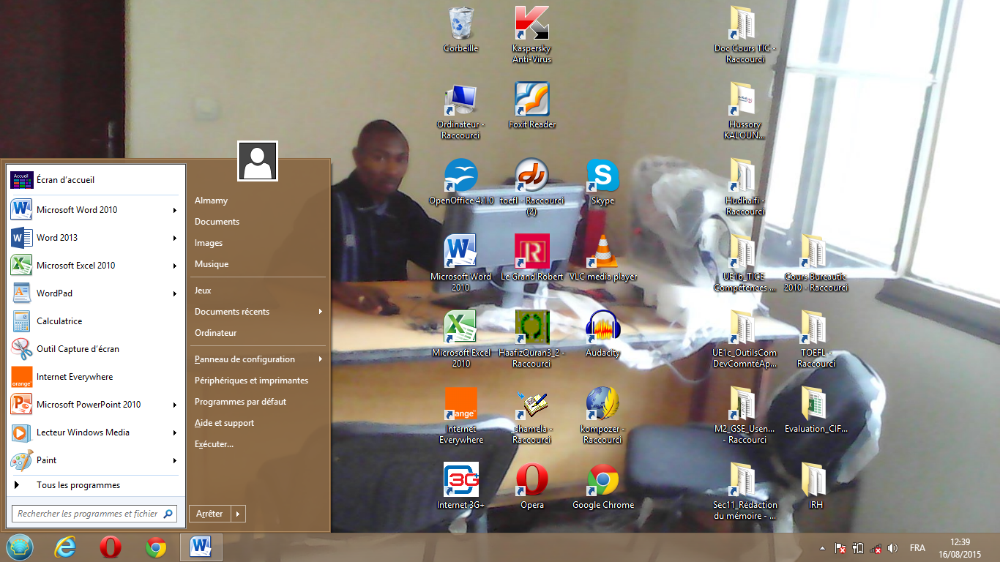 Écran d'accueil
Microsoft Word 2010
Word 2013
Microsoft Excel 2010
WordPad
Calculatrice
Outil Capture d'écran
Internet Everywhere
Microsoft PowerPoint 2010
Lecteur Windows Media
Paint
Tous les programmes
Rechercher les programmes et fichier
Almamy
Documents
Images
Musique
Jeux
Documents récents
Ordinateur
Panneau de configuration
Périphériques et imprimantes
Programmes par défaut
Aide et support
Exécuter...
Arrêter
Corbeille
Ordinateur -
Raccourci
OpenOffice 4.1.0
Microsoft Word
2010
Microsoft Excel
2010
Internet
Everywhere
Internet 3G+
Kaspersky
Anti-Virus
Foxit Reader
toefl - Raccourci
(2)
Le Grand Robert
HaafizQuran3_2 -
Raccourci
_shamela -
Raccourci
Opera
Skype
VLC media player
Audacity
kompozer -
Raccourci
Google Chrome
Doc Cours TIC -
Raccourci
Hussory
KALOUN...
Hudhaifi -
Raccourci
UE1b_TICE
Compétences ...
UE1c_OutilsCom
DevComntéAp...
M2_GSE_Usen...
- Raccourci
Sec11_Rédaction
du mémoire - ...
Cours Bureautic
2010 - Raccourci
TOEFL -
Raccourci
Evaluation_CIF...
IRH
FRA
12:39
16/08/2015